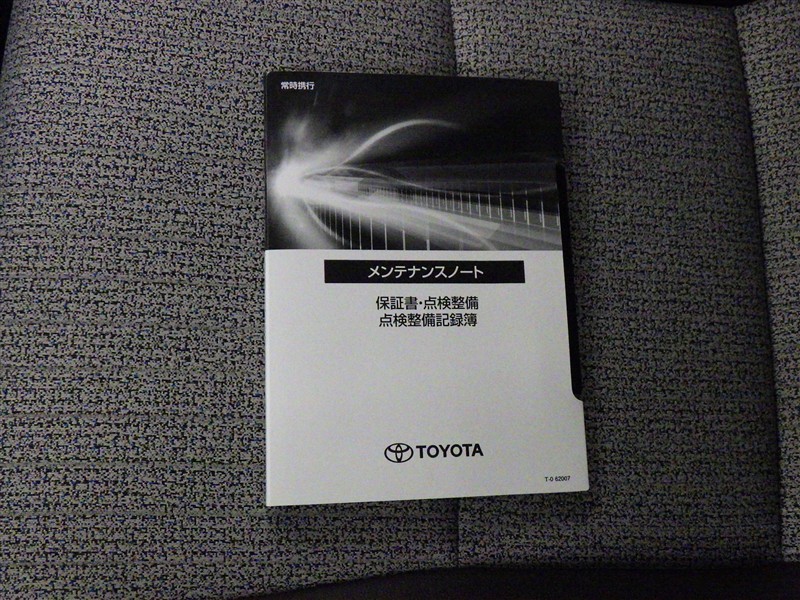 常時携行
メンテナンスノート
保証書・点検整備
点検整備記録簿
TOYOTA
T-0 62007